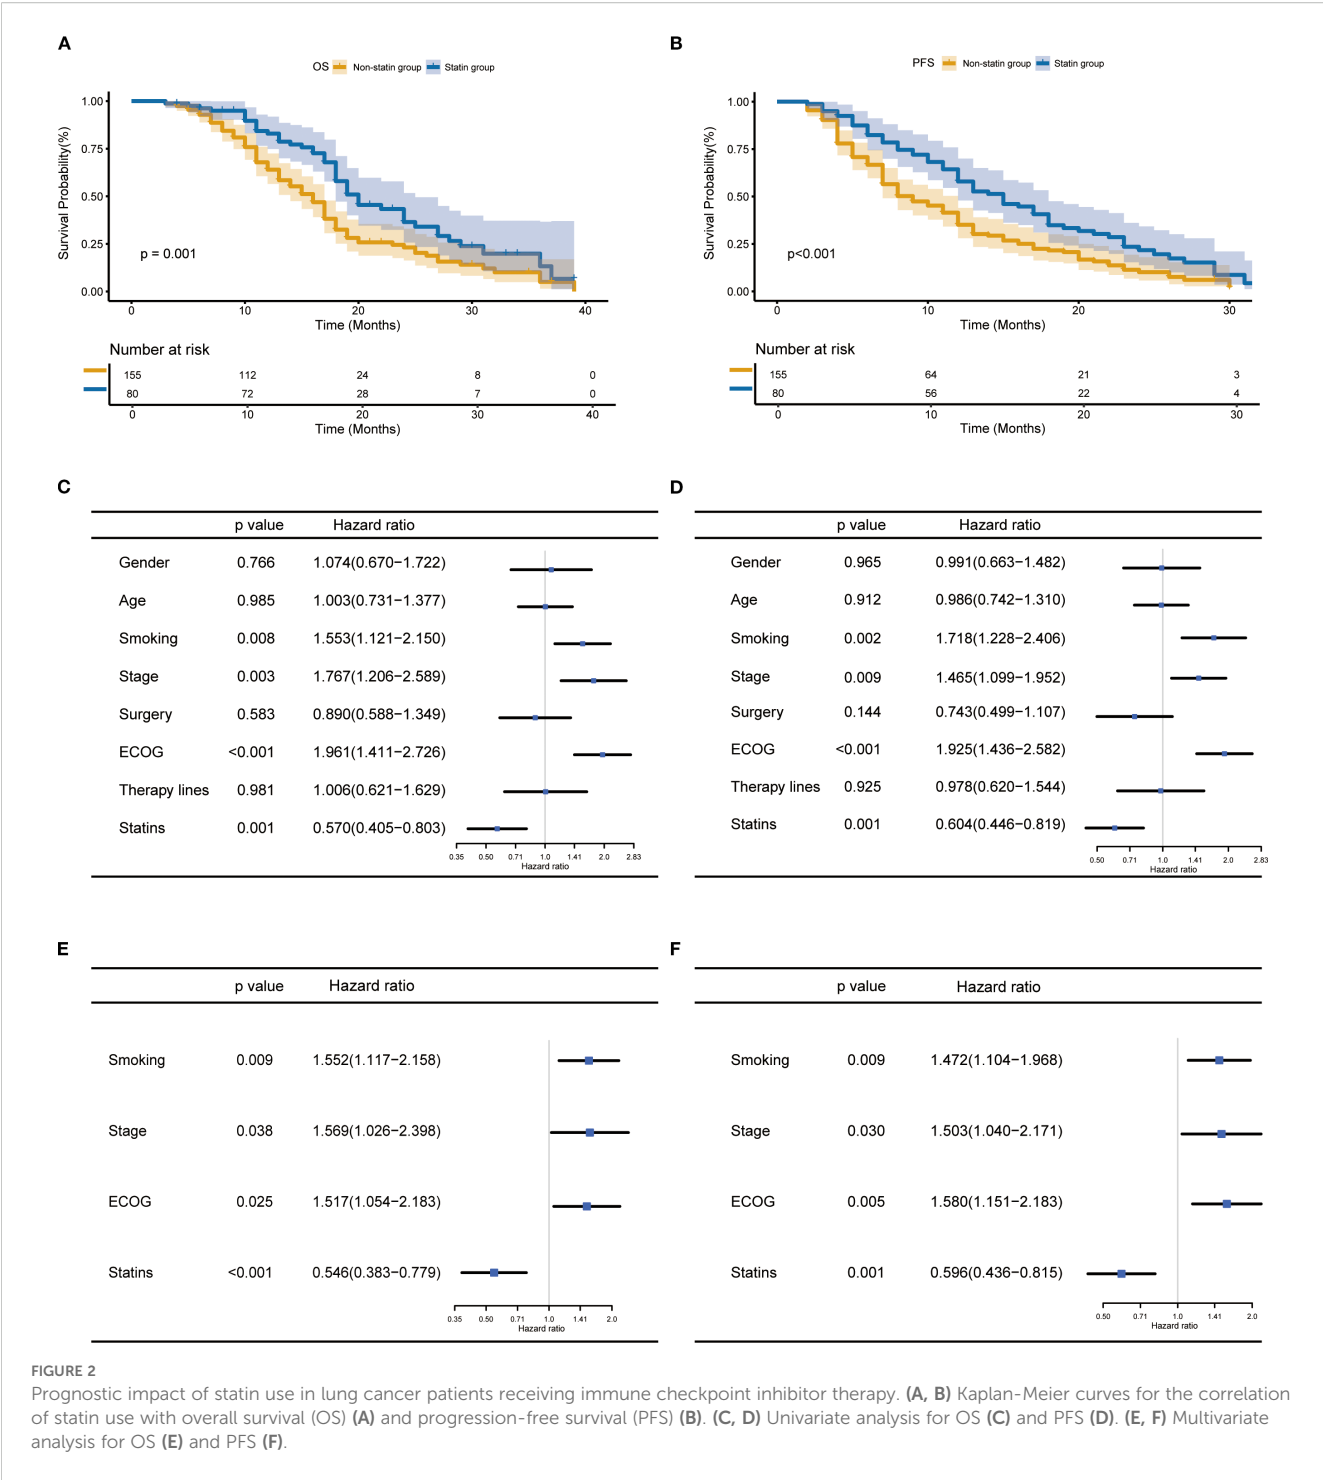 A
OS Non-statin group Statin group
Survival Probability(%)
1.00
0.75
0.50
0.25
0.00
p = 0.001
0 10 20 30 40
Time (Months)
Number at risk
155 112 24 8 0
80 72 28 7 0
0 10 20 30 40
Time (Months)
B
PFS Non-statin group Statin group
Survival Probability(%)
1.00
0.75
0.50
0.25
0.00
p<0.001
0 10 20 30
Time (Months)
Number at risk
155 64 21 3
80 56 22 4
0 10 20 30
Time (Months)
C
p value Hazard ratio
Gender 0.766 1.074(0.670−1.722)
Age 0.985 1.003(0.731−1.377)
Smoking 0.008 1.553(1.121−2.150)
Stage 0.003 1.767(1.206−2.589)
Surgery 0.583 0.890(0.588−1.349)
ECOG <0.001 1.961(1.411−2.726)
Therapy lines 0.981 1.006(0.621−1.629)
Statins 0.001 0.570(0.405−0.803)
0.35 0.50 0.71 1.0 1.41 2.0 2.83
Hazard ratio
D
p value Hazard ratio
Gender 0.965 0.991(0.663−1.482)
Age 0.912 0.986(0.742−1.310)
Smoking 0.002 1.718(1.228−2.406)
Stage 0.009 1.465(1.099−1.952)
Surgery 0.144 0.743(0.499−1.107)
ECOG <0.001 1.925(1.436−2.582)
Therapy lines 0.925 0.978(0.620−1.544)
Statins 0.001 0.604(0.446−0.819)
0.50 0.71 1.0 1.41 2.0 2.83
Hazard ratio
E
p value Hazard ratio
Smoking 0.009 1.552(1.117−2.158)
Stage 0.038 1.569(1.026−2.398)
ECOG 0.025 1.517(1.054−2.183)
Statins <0.001 0.546(0.383−0.779)
0.35 0.50 0.71 1.0 1.41 2.0
Hazard ratio
F
p value Hazard ratio
Smoking 0.009 1.472(1.104−1.968)
Stage 0.030 1.503(1.040−2.171)
ECOG 0.005 1.580(1.151−2.183)
Statins 0.001 0.596(0.436−0.815)
0.50 0.71 1.0 1.41 2.0
Hazard ratio
FIGURE 2
Prognostic impact of statin use in lung cancer patients receiving immune checkpoint inhibitor therapy. (A, B) Kaplan-Meier curves for the correlation
of statin use with overall survival (OS) (A) and progression-free survival (PFS) (B). (C, D) Univariate analysis for OS (C) and PFS (D). (E, F) Multivariate
analysis for OS (E) and PFS (F).